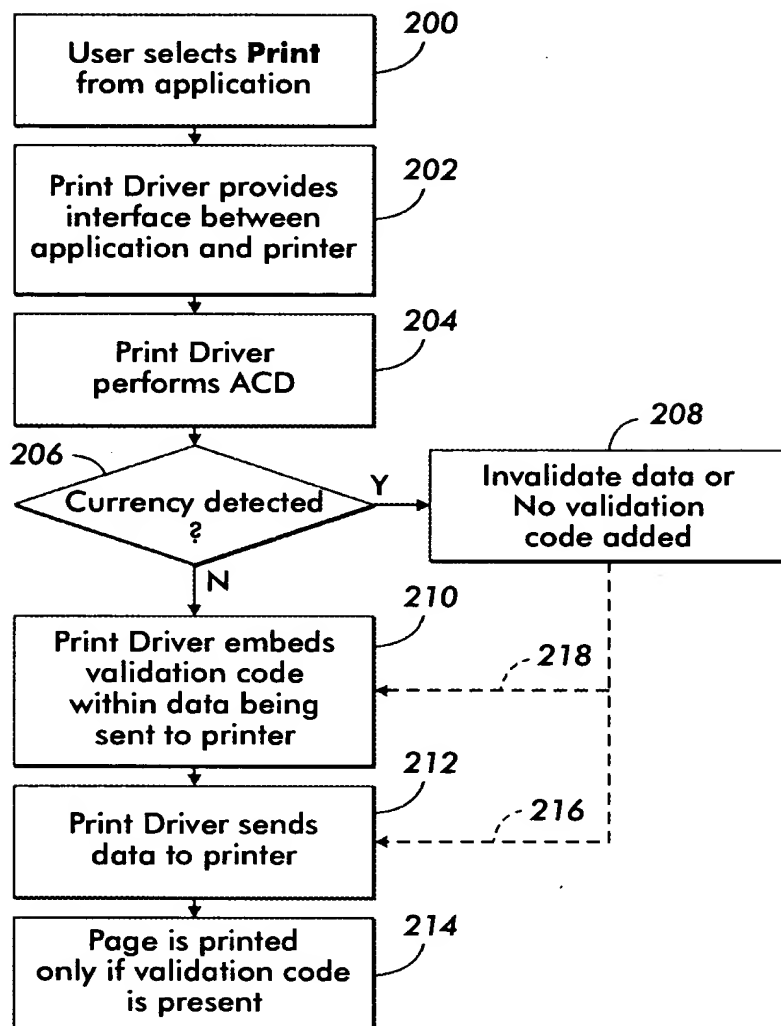 200
User selects Print
from application
202
Print Driver provides
interface between
application and printer
204
Print Driver
performs ACD
206
Currency detected
?
Y
N
208
Invalidate data or
No validation
code added
210
Print Driver embeds
validation code
within data being
sent to printer
218
212
Print Driver sends
data to printer
216
214
Page is printed
only if validation code
is present